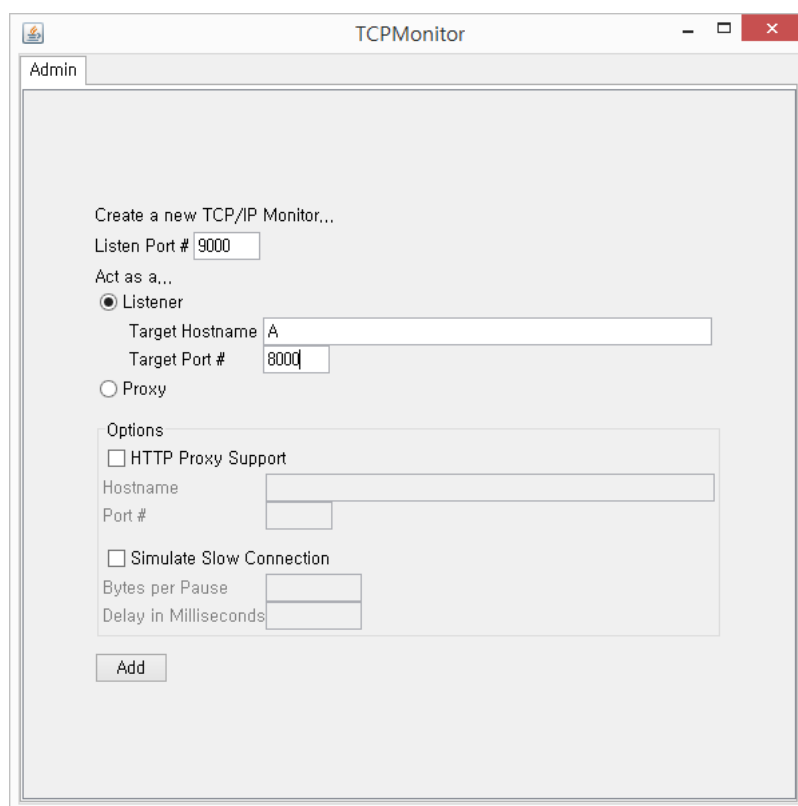 TCPMonitor
Admin
Create a new TCP/IP Monitor...
Listen Port # 9000
Act as a...
Listener
Target Hostname A
Target Port # 8000
Proxy
Options
HTTP Proxy Support
Hostname
Port #
Simulate Slow Connection
Bytes per Pause
Delay in Milliseconds
Add